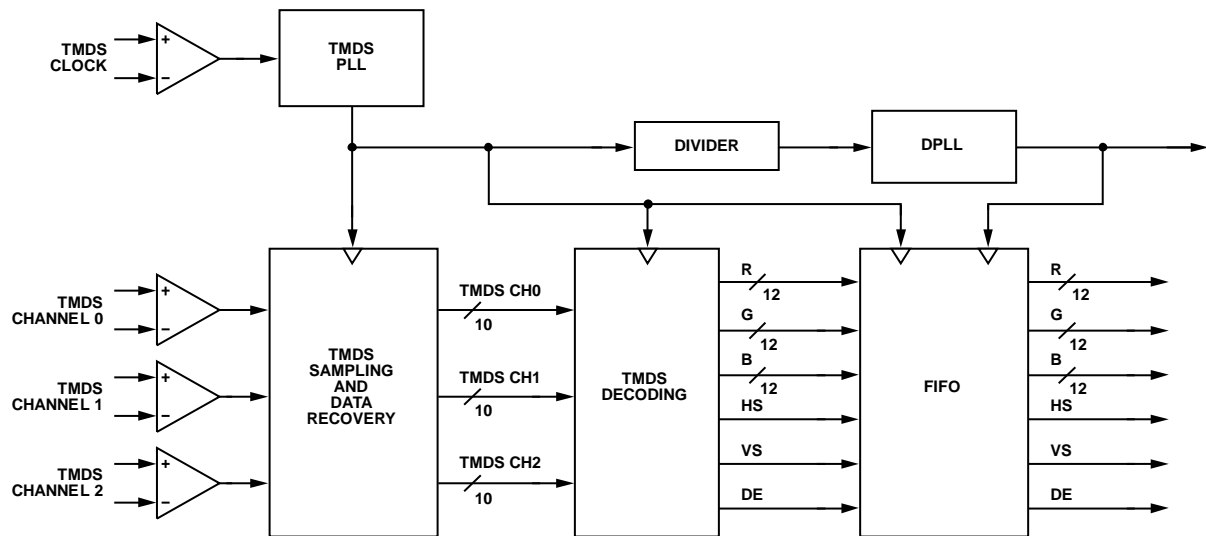 TMDS
CLOCK
+
−
TMDS
PLL
DIVIDER
DPLL
TMDS
CHANNEL 0
+
−
TMDS
CHANNEL 1
+
−
TMDS
CHANNEL 2
+
−
TMDS
SAMPLING
AND
DATA
RECOVERY
TMDS CH0
10
TMDS CH1
10
TMDS CH2
10
TMDS
DECODING
R
12
G
12
B
12
HS
VS
DE
FIFO
R
12
G
12
B
12
HS
VS
DE